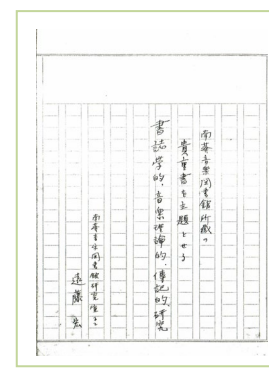 南葵音楽図書館所蔵の
貴重書を主題とせる
書誌学的、音楽理論的、傳記的研究
南葵音楽図書館研究室にて
遠藤宏